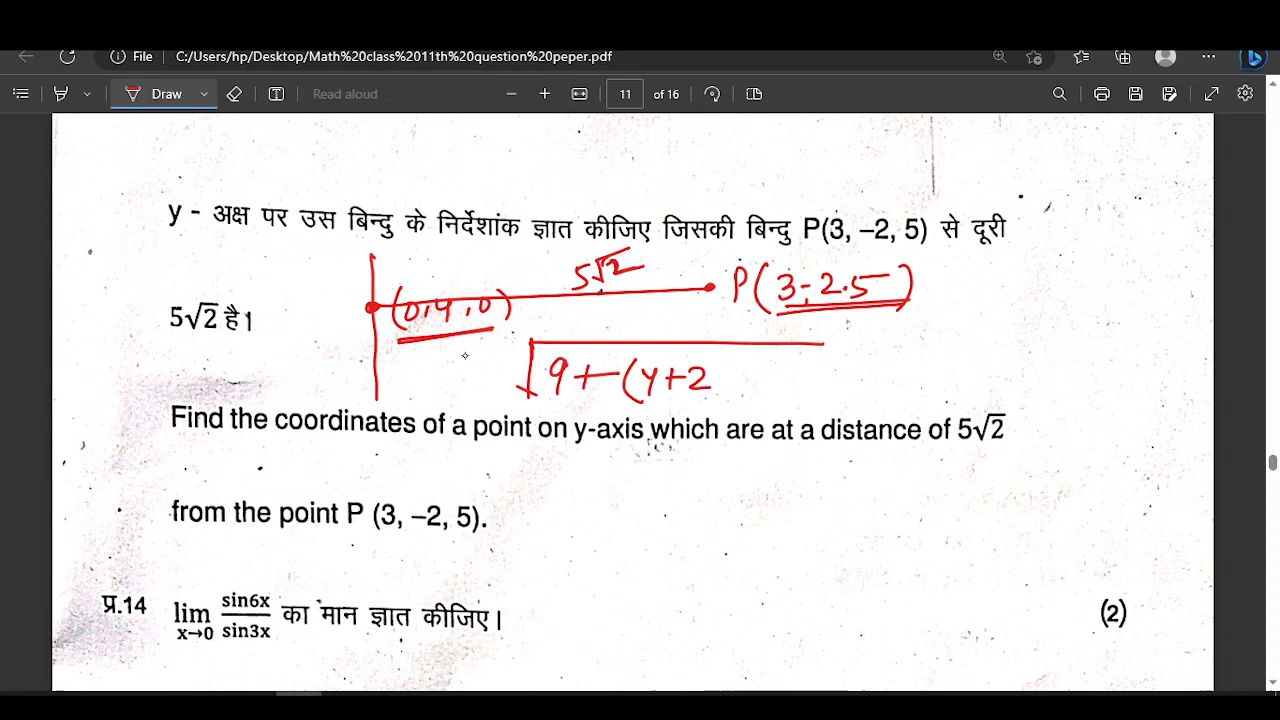 File C:/Users/hp/Desktop/Math%20class%2011th%20question%20peper.pdf
Draw Read aloud 11 of 16
y - अक्ष पर उस बिन्दु के निर्देशांक ज्ञात कीजिए जिसकी बिन्दु P(3, –2, 5) से दूरी
5√2 P(3,-2.5)
5√2 है। (0,y,0)
√9+(y+2
Find the coordinates of a point on y-axis which are at a distance of 5√2
from the point P (3, –2, 5).
प्र.14 lim x→0 sin6x/sin3x का मान ज्ञात कीजिए। (2)